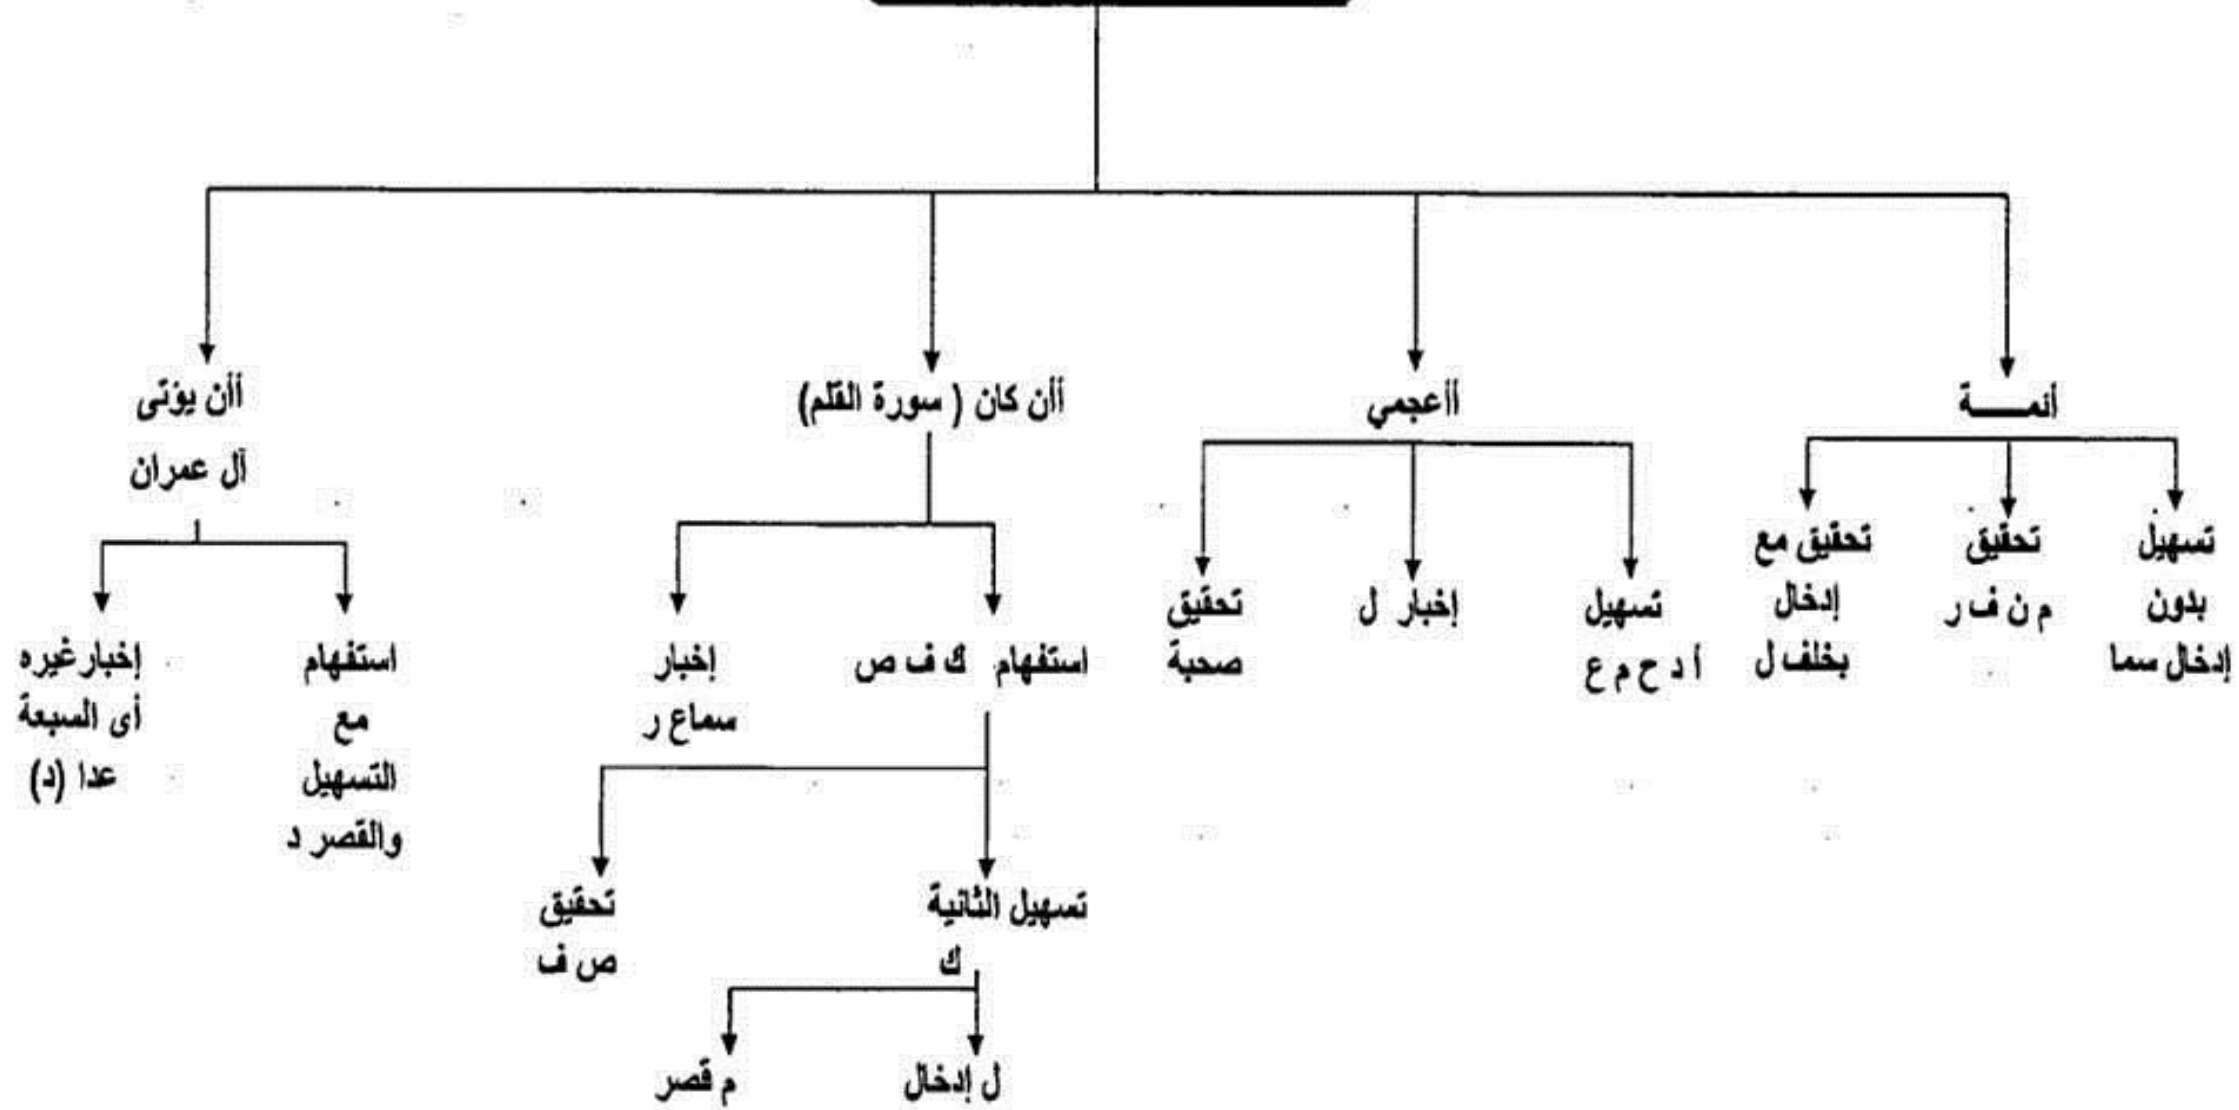 أئمـــــة
تسهيل
بدون
إدخال سما
تحقيق
م ن ف ر
تحقيق مع
إدخال
بخلف ل
أأعجمي
تسهيل
أ د ح م ع
إخبار ل
تحقيق
صحبة
أأن كان ( سورة القلم)
استفهام ك ف ص
إخبار
سماع ر
تسهيل الثانية
ك
تحقيق
ص ف
ل إدخال
م قصر
أأن يؤتى
آل عمران
استفهام
مع
التسهيل
والقصر د
إخبار غيره
أى السبعة
عدا (د)